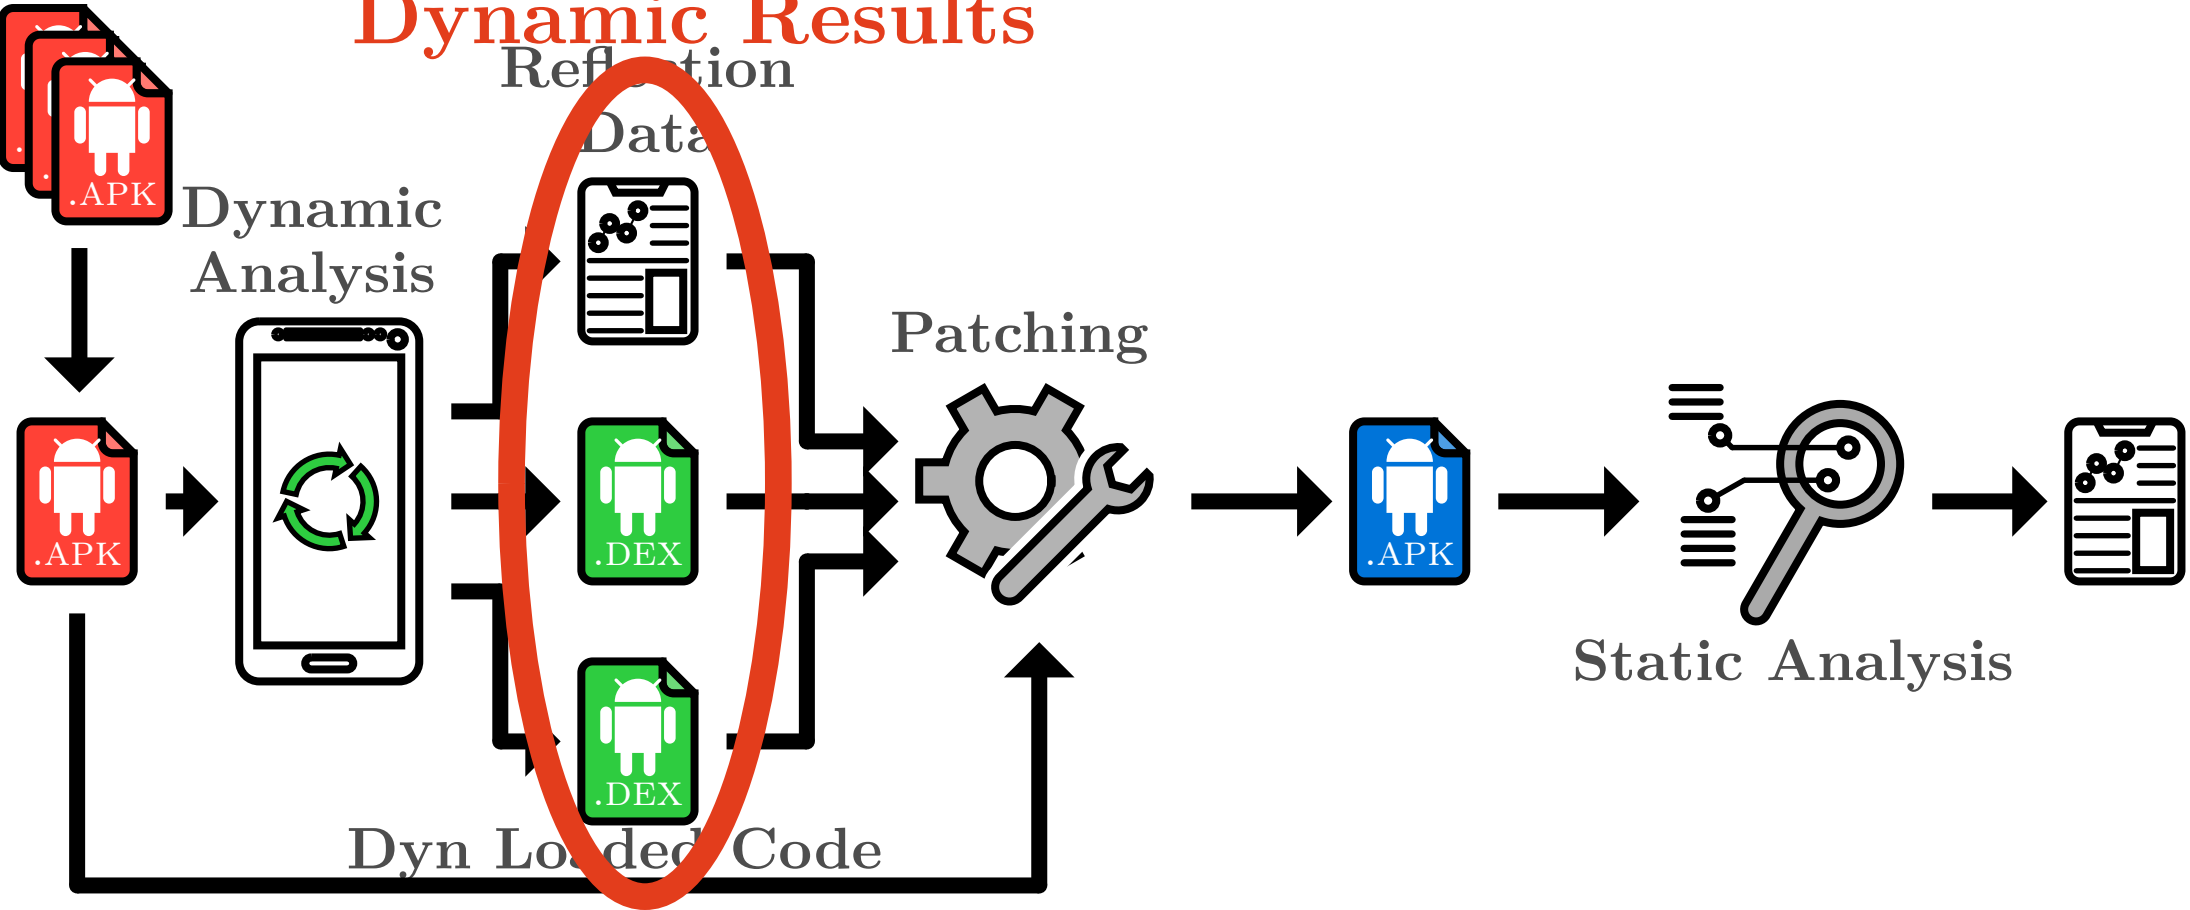 Dynamic Results
Reflection
Data
.APK
Dynamic
Analysis
Patching
.APK
.DEX
.APK
Static Analysis
.DEX
Dyn Loaded Code